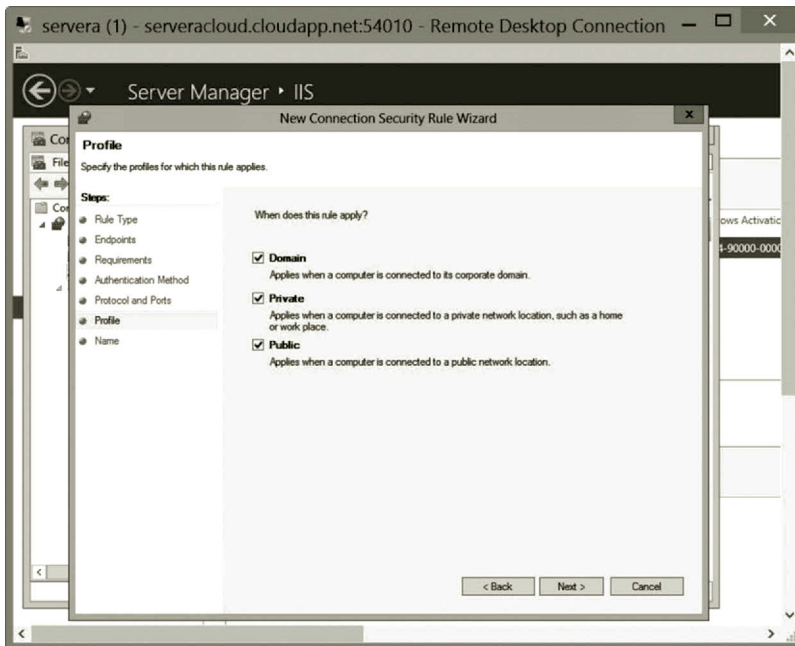 servera (1) - serveracloud.cloudapp.net:54010 - Remote Desktop Connection
Server Manager • IIS
New Connection Security Rule Wizard
x
Profile
Specify the profiles for which this rule applies.
Steps:
Rule Type
Endpoints
Requirements
Authentication Method
Protocol and Ports
Profile
Name
When does this rule apply?
Domain
Applies when a computer is connected to its corporate domain.
Private
Applies when a computer is connected to a private network location, such as a home
or work place.
Public
Applies when a computer is connected to a public network location.
< Back
Next >
Cancel
File